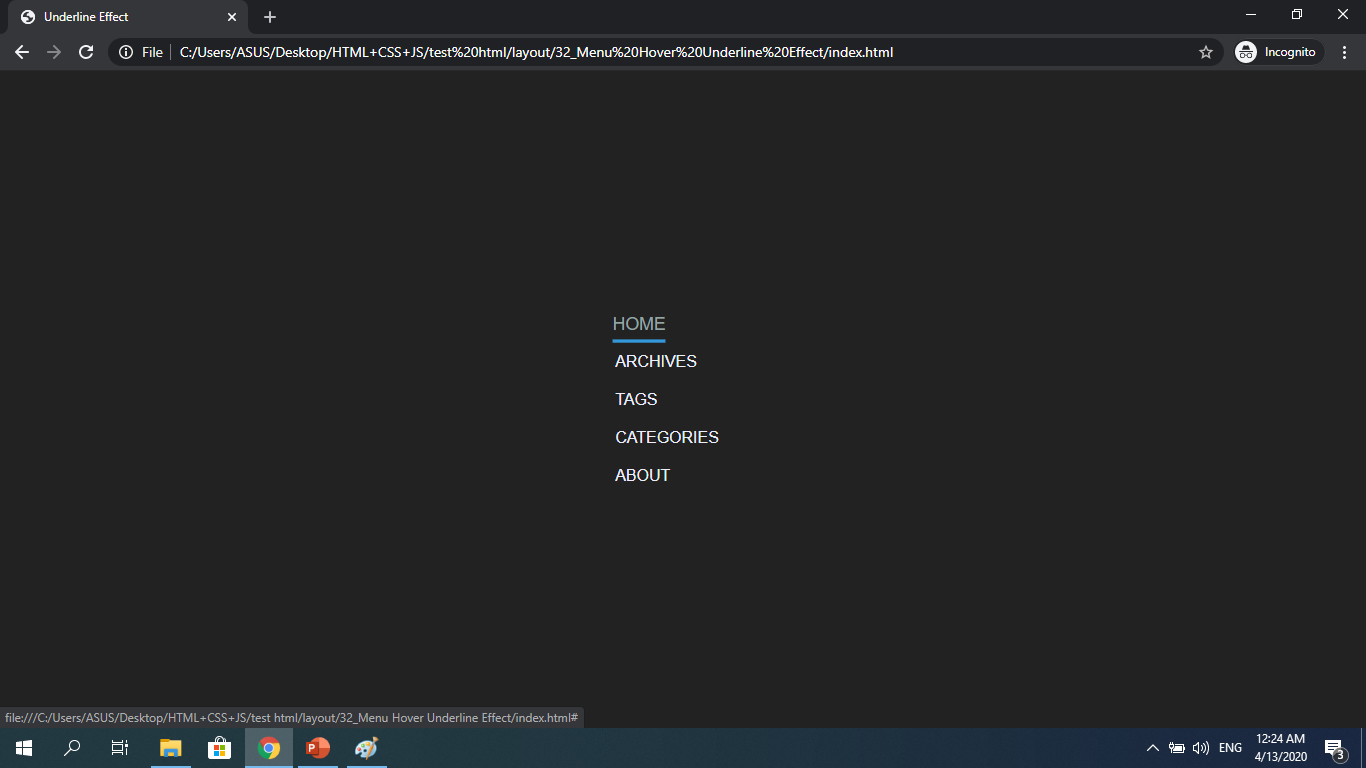 Underline Effect
File C:/Users/ASUS/Desktop/HTML+CSS+JS/test%20html/layout/32_Menu%20Hover%20Underline%20Effect/index.html Incognito
HOME
ARCHIVES
TAGS
CATEGORIES
ABOUT
file:///C:/Users/ASUS/Desktop/HTML+CSS+JS/test html/layout/32_Menu Hover Underline Effect/index.html#
P
ENG
12:24 AM
4/13/2020
3